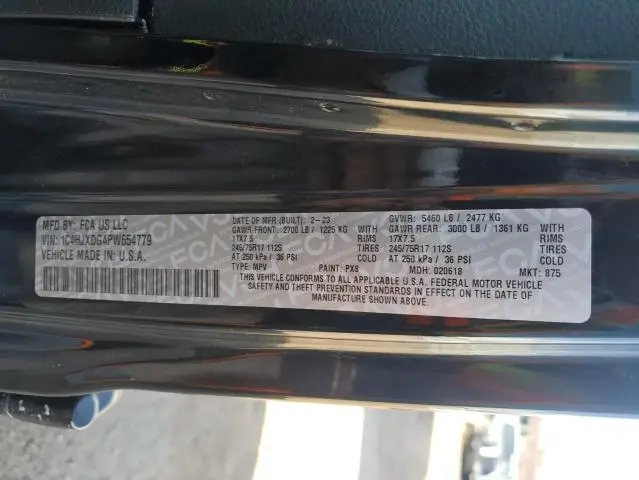 MFD BY: FCA US LLC
VIN: 1C4HJXDG4PW654779
VEHICLE MADE IN U.S.A.
DATE OF MFR (BUILT): 2-23
GAWR FRONT: 2700 LB / 1225 KG
17X7.5 RIMS
245/75R17 112S TIRES
AT 250 kPa / 36 PSI COLD
TYPE: MPV PAINT: PX8
GVWR: 5460 LB / 2477 KG
GAWR REAR: 3000 LB / 1361 KG
17X7.5 RIMS
245/75R17 112S TIRES
AT 250 kPa / 36 PSI COLD
MDH: 020618 MKT: 875
THIS VEHICLE CONFORMS TO ALL APPLICABLE U.S.A. FEDERAL MOTOR VEHICLE
SAFETY AND THEFT PREVENTION STANDARDS IN EFFECT ON THE DATE OF
MANUFACTURE SHOWN ABOVE.